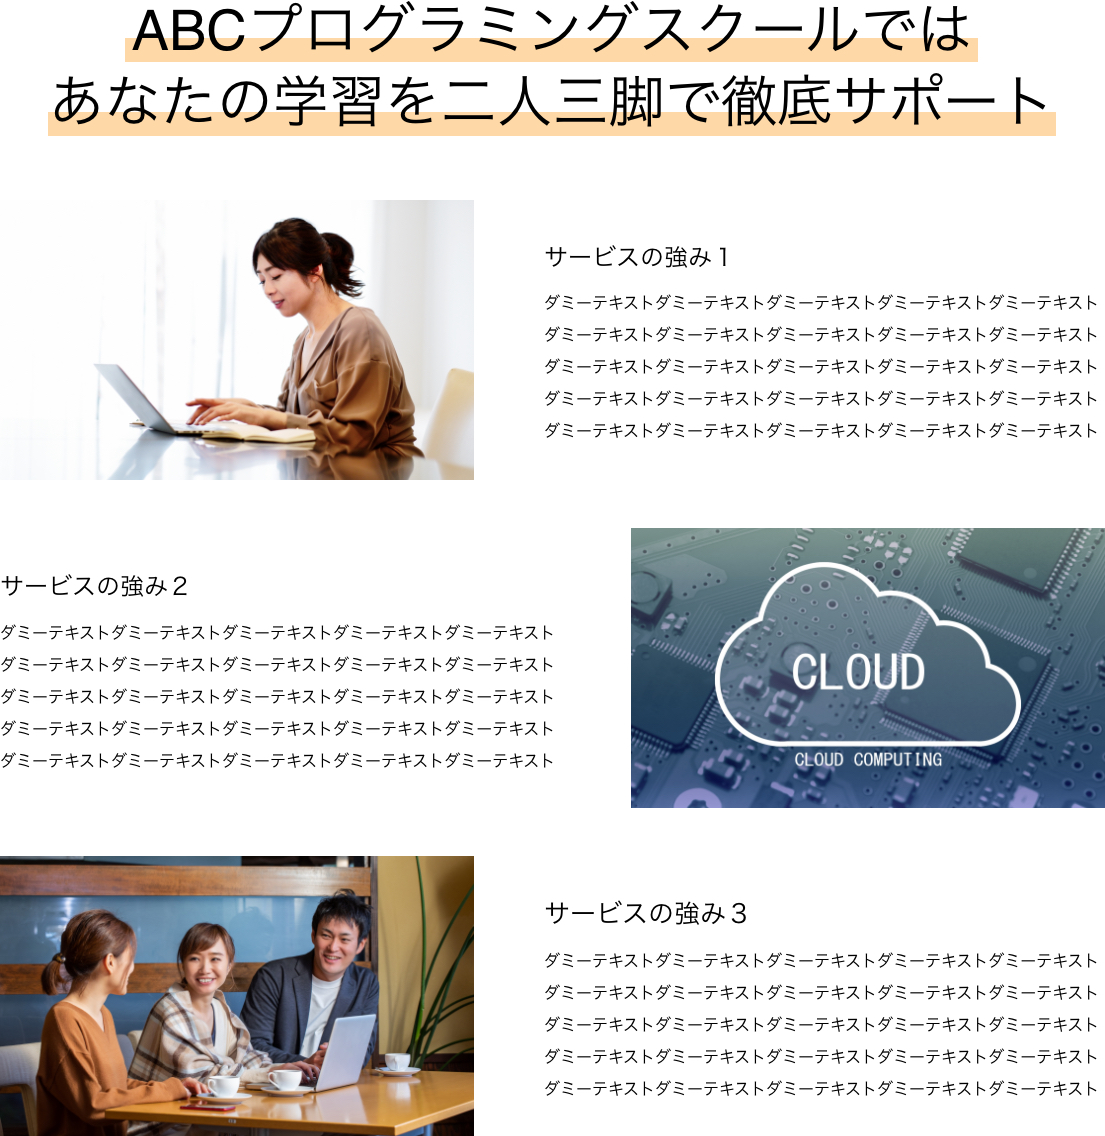 ABCプログラミングスクールでは
あなたの学習を二人三脚で徹底サポート
サービスの強み１
ダミーテキストダミーテキストダミーテキストダミーテキストダミーテキスト
ダミーテキストダミーテキストダミーテキストダミーテキストダミーテキスト
ダミーテキストダミーテキストダミーテキストダミーテキストダミーテキスト
ダミーテキストダミーテキストダミーテキストダミーテキストダミーテキスト
ダミーテキストダミーテキストダミーテキストダミーテキストダミーテキスト
サービスの強み２
ダミーテキストダミーテキストダミーテキストダミーテキストダミーテキスト
ダミーテキストダミーテキストダミーテキストダミーテキストダミーテキスト
ダミーテキストダミーテキストダミーテキストダミーテキストダミーテキスト
ダミーテキストダミーテキストダミーテキストダミーテキストダミーテキスト
ダミーテキストダミーテキストダミーテキストダミーテキストダミーテキスト
CLOUD
CLOUD COMPUTING
サービスの強み３
ダミーテキストダミーテキストダミーテキストダミーテキストダミーテキスト
ダミーテキストダミーテキストダミーテキストダミーテキストダミーテキスト
ダミーテキストダミーテキストダミーテキストダミーテキストダミーテキスト
ダミーテキストダミーテキストダミーテキストダミーテキストダミーテキスト
ダミーテキストダミーテキストダミーテキストダミーテキストダミーテキスト